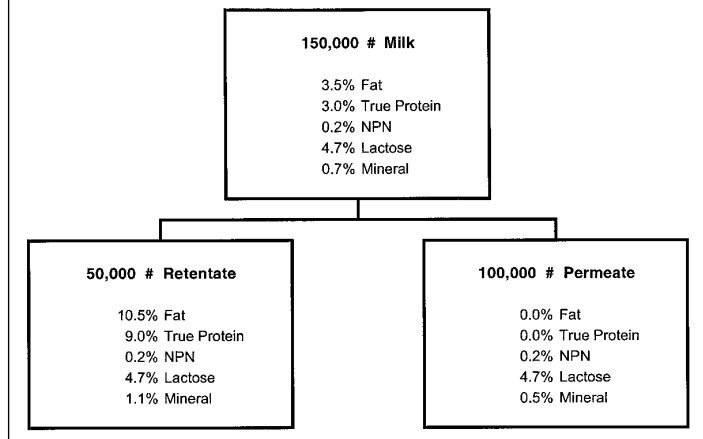 150,000 # Milk
3.5% Fat
3.0% True Protein
0.2% NPN
4.7% Lactose
0.7% Mineral
50,000 # Retentate
10.5% Fat
9.0% True Protein
0.2% NPN
4.7% Lactose
1.1% Mineral
100,000 # Permeate
0.0% Fat
0.0% True Protein
0.2% NPN
4.7% Lactose
0.5% Mineral